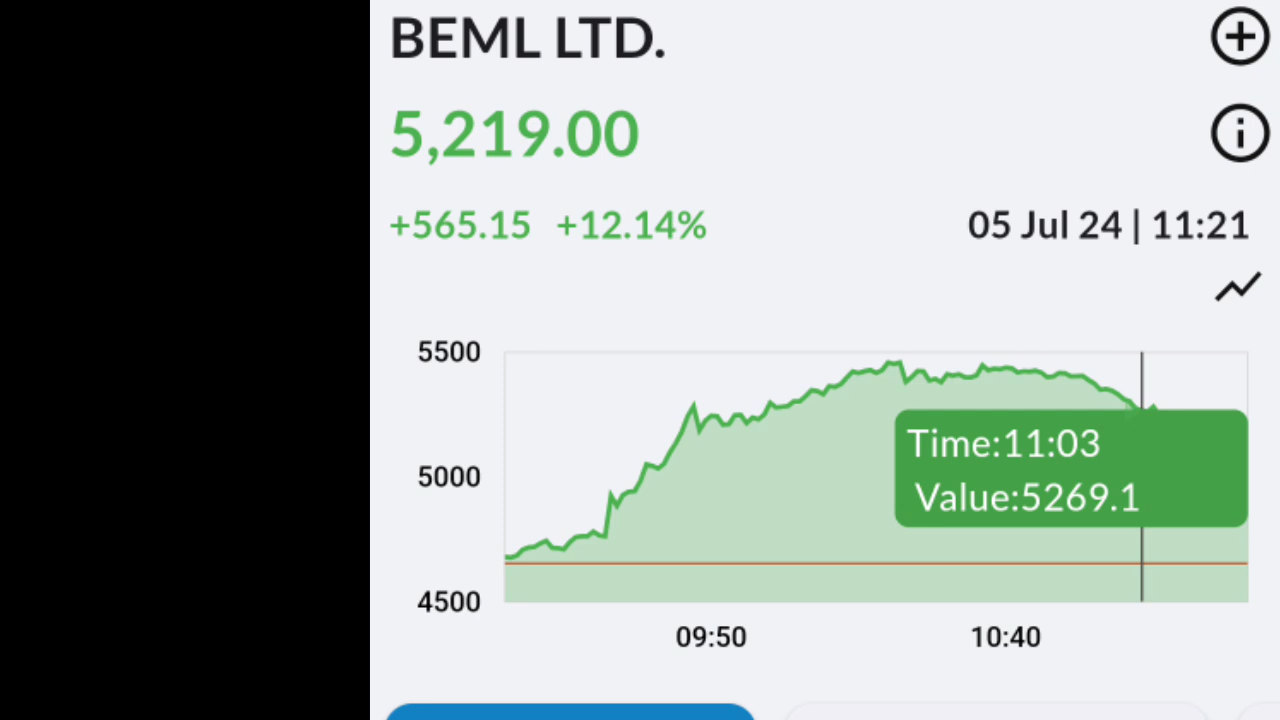 BEML LTD.
5,219.00
+565.15 +12.14%
05 Jul 24 | 11:21
5500
Time:11:03
5000
Value:5269.1
4500
09:50 10:40